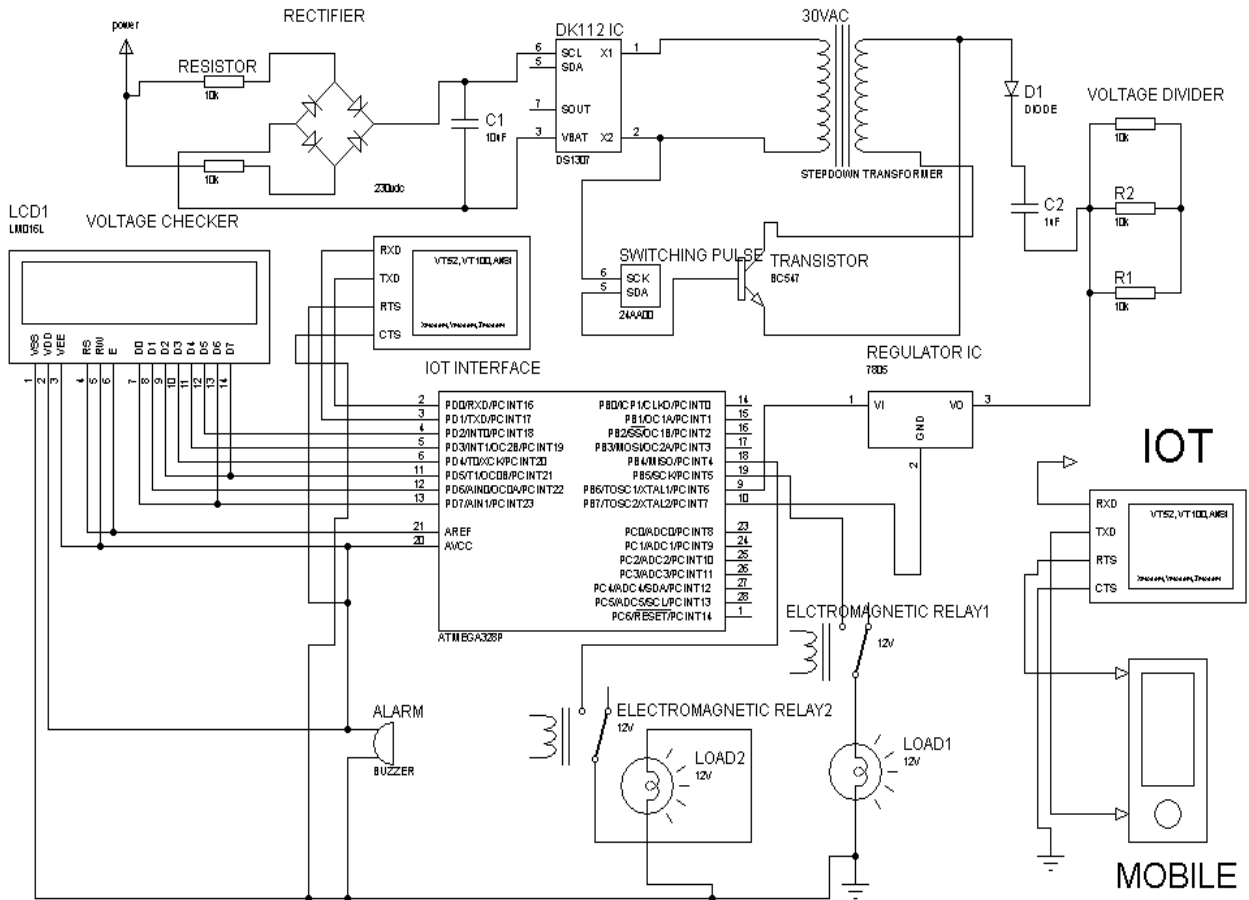 RECTIFIER
power
RESISTOR
10k
10k
230vdc
C1
10uF
DK112 IC
6 SCL X1 1
5 SDA
7 SOUT
3 VBAT X2 2
DS1307
30VAC
STEPDOWN TRANSFORMER
D1
DIODE
VOLTAGE DIVIDER
10k
C2
1uF
R2
10k
R1
10k
LCD1
LM016L
VOLTAGE CHECKER
VSS VDD VEE RS RW E D0 D1 D2 D3 D4 D5 D6 D7
1 2 3 4 5 6 7 8 9 10 11 12 13 14
RXD
TXD
RTS
CTS
VT52, VT100, ANSI
SWITCHING PULSE
6 SCK
5 SDA
24AA00
TRANSISTOR
BC547
REGULATOR IC
7805
1 VI VO 3
GND
2
IOT INTERFACE
2 PD0/RXD/PCINT16 PB0/ICP1/CLKO/PCINT0 14
3 PD1/TXD/PCINT17 PB1/OC1A/PCINT1 15
4 PD2/INT0/PCINT18 PB2/SS/OC1B/PCINT2 16
5 PD3/INT1/OC2B/PCINT19 PB3/MOSI/OC2A/PCINT3 17
6 PD4/T0/XCK/PCINT20 PB4/MISO/PCINT4 18
11 PD5/T1/OC0B/PCINT21 PB5/SCK/PCINT5 19
12 PD6/AIN0/OC0A/PCINT22 PB6/TOSC1/XTAL1/PCINT6 9
13 PD7/AIN1/PCINT23 PB7/TOSC2/XTAL2/PCINT7 10
21 AREF PC0/ADC0/PCINT8 23
20 AVCC PC1/ADC1/PCINT9 24
PC2/ADC2/PCINT10 25
PC3/ADC3/PCINT11 26
PC4/ADC4/SDA/PCINT12 27
PC5/ADC5/SCL/PCINT13 28
PC6/RESET/PCINT14 1
ATMEGA328P
IOT
RXD
TXD
RTS
CTS
VT52, VT100, ANSI
ELCTROMAGNETIC RELAY1
12V
ELECTROMAGNETIC RELAY2
12V
ALARM
BUZZER
LOAD2
12V
LOAD1
12V
MOBILE